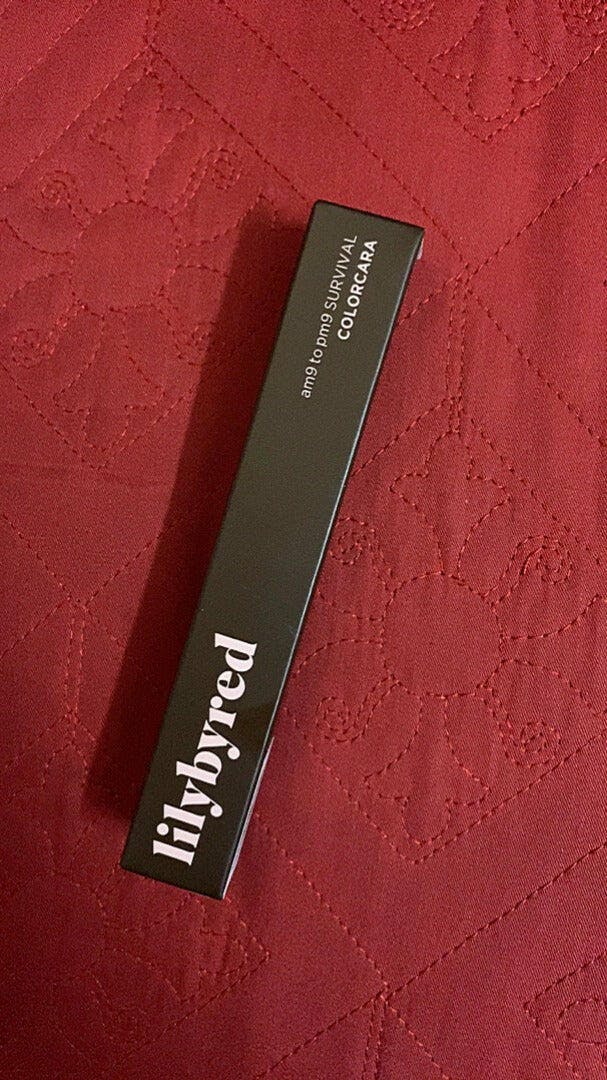 am9 to pm9 SURVIVAL
COLORCARA
lilybyred